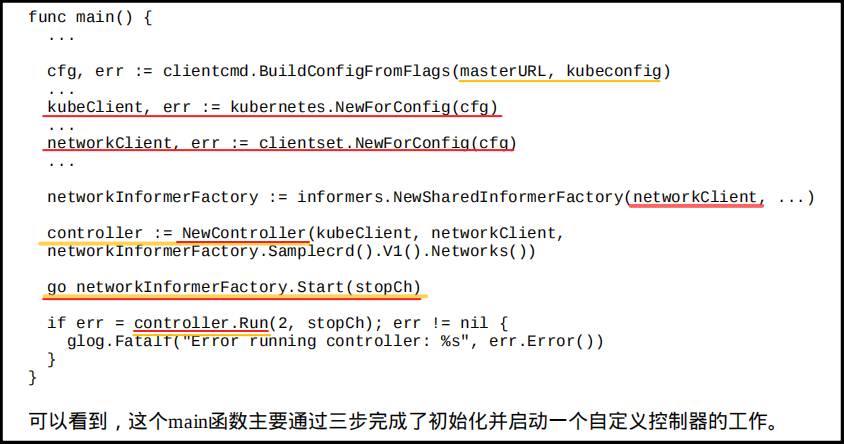 func main() {
...
cfg, err := clientcmd.BuildConfigFromFlags(masterURL, kubeconfig)
...
kubeClient, err := kubernetes.NewForConfig(cfg)
...
networkClient, err := clientset.NewForConfig(cfg)
...
networkInformerFactory := informers.NewSharedInformerFactory(networkClient, ...)
controller := NewController(kubeClient, networkClient,
networkInformerFactory.Samplecrd().V1().Networks())
go networkInformerFactory.Start(stopCh)
if err = controller.Run(2, stopCh); err != nil {
glog.Fatalf("Error running controller: %s", err.Error())
}
}
可以看到，这个main函数主要通过三步完成了初始化并启动一个自定义控制器的工作。